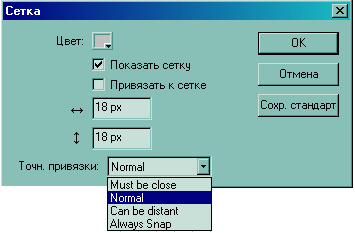 Сетка
Цвет:
OK
Показать сетку
Отмена
Привязать к сетке
18 px
Сохр. стандарт
18 px
Точн. привязки: Normal
Must be close
Normal
Can be distant
Always Snap